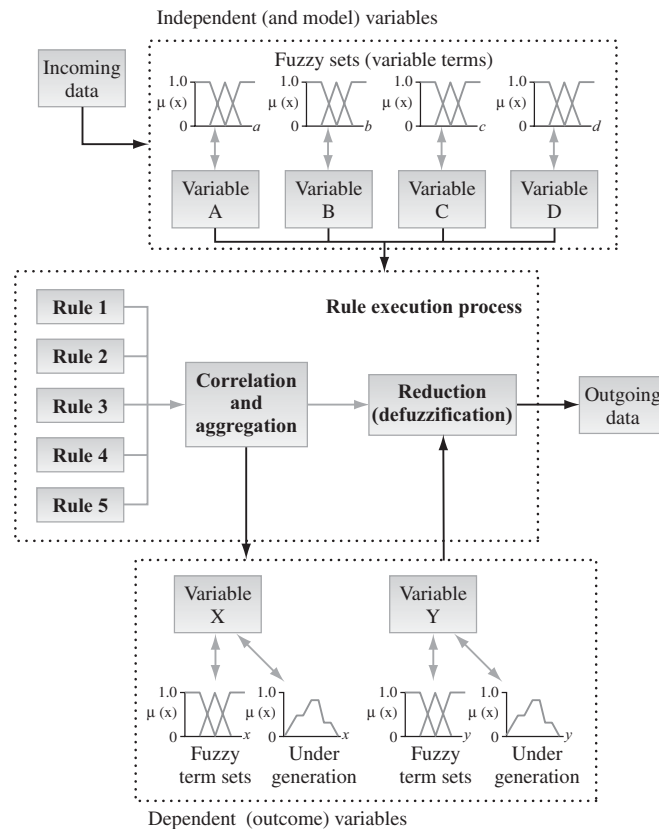 Independent (and model) variables
Incoming
data
Fuzzy sets (variable terms)
1.0
μ (x)
0
a
1.0
μ (x)
0
b
1.0
μ (x)
0
c
1.0
μ (x)
0
d
Variable
A
Variable
B
Variable
C
Variable
D
Rule execution process
Rule 1
Rule 2
Rule 3
Rule 4
Rule 5
Correlation
and
aggregation
Reduction
(defuzzification)
Outgoing
data
Variable
X
Variable
Y
1.0
μ (x)
0
x
Fuzzy
term sets
1.0
μ (x)
0
x
Under
generation
1.0
μ (x)
0
y
Fuzzy
term sets
1.0
μ (x)
0
y
Under
generation
Dependent (outcome) variables